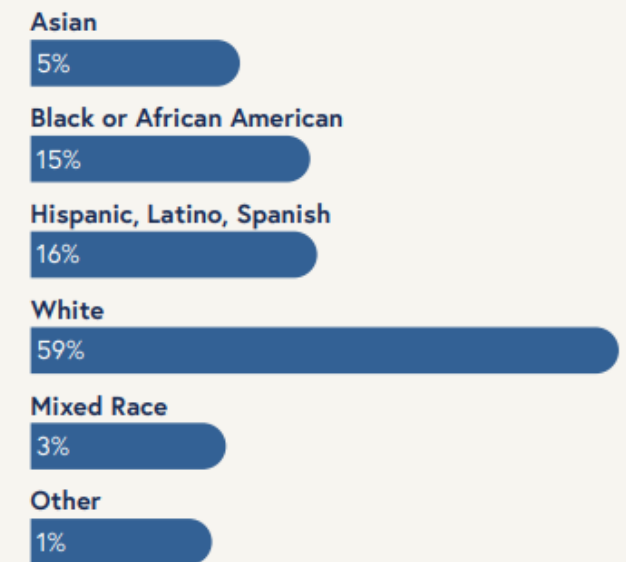 Asian
5%
Black or African American
15%
Hispanic, Latino, Spanish
16%
White
59%
Mixed Race
3%
Other
1%